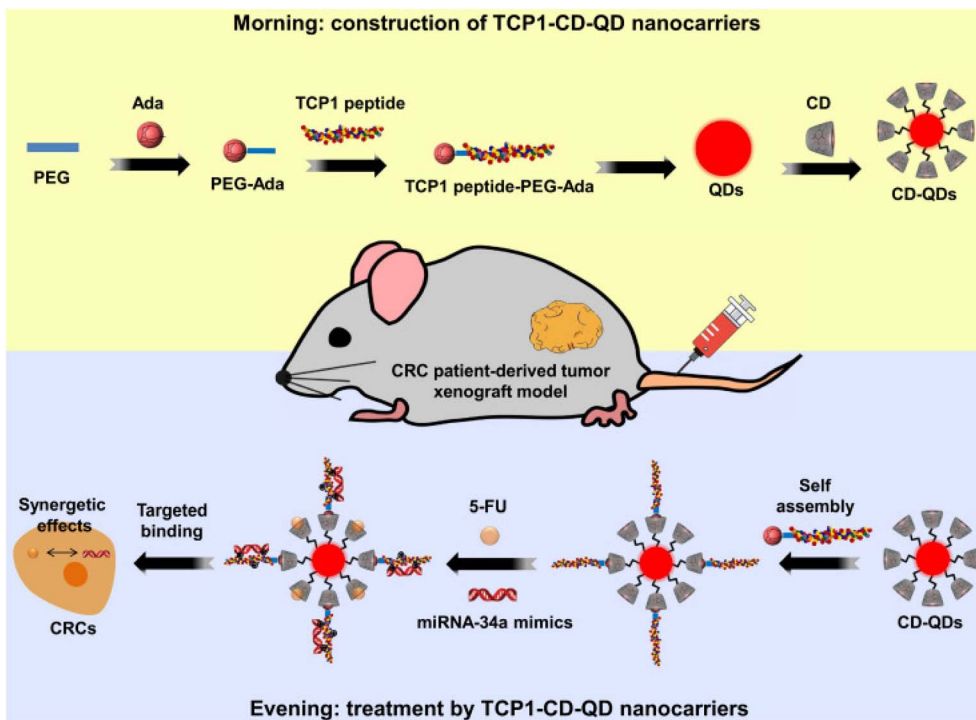 Morning: construction of TCP1-CD-QD nanocarriers
Ada
TCP1 peptide
CD
PEG
PEG-Ada
TCP1 peptide-PEG-Ada
QDs
CD-QDs
CRC patient-derived tumor
xenograft model
Synergetic
effects
Targeted
binding
5-FU
Self
assembly
CRCs
miRNA-34a mimics
CD-QDs
Evening: treatment by TCP1-CD-QD nanocarriers